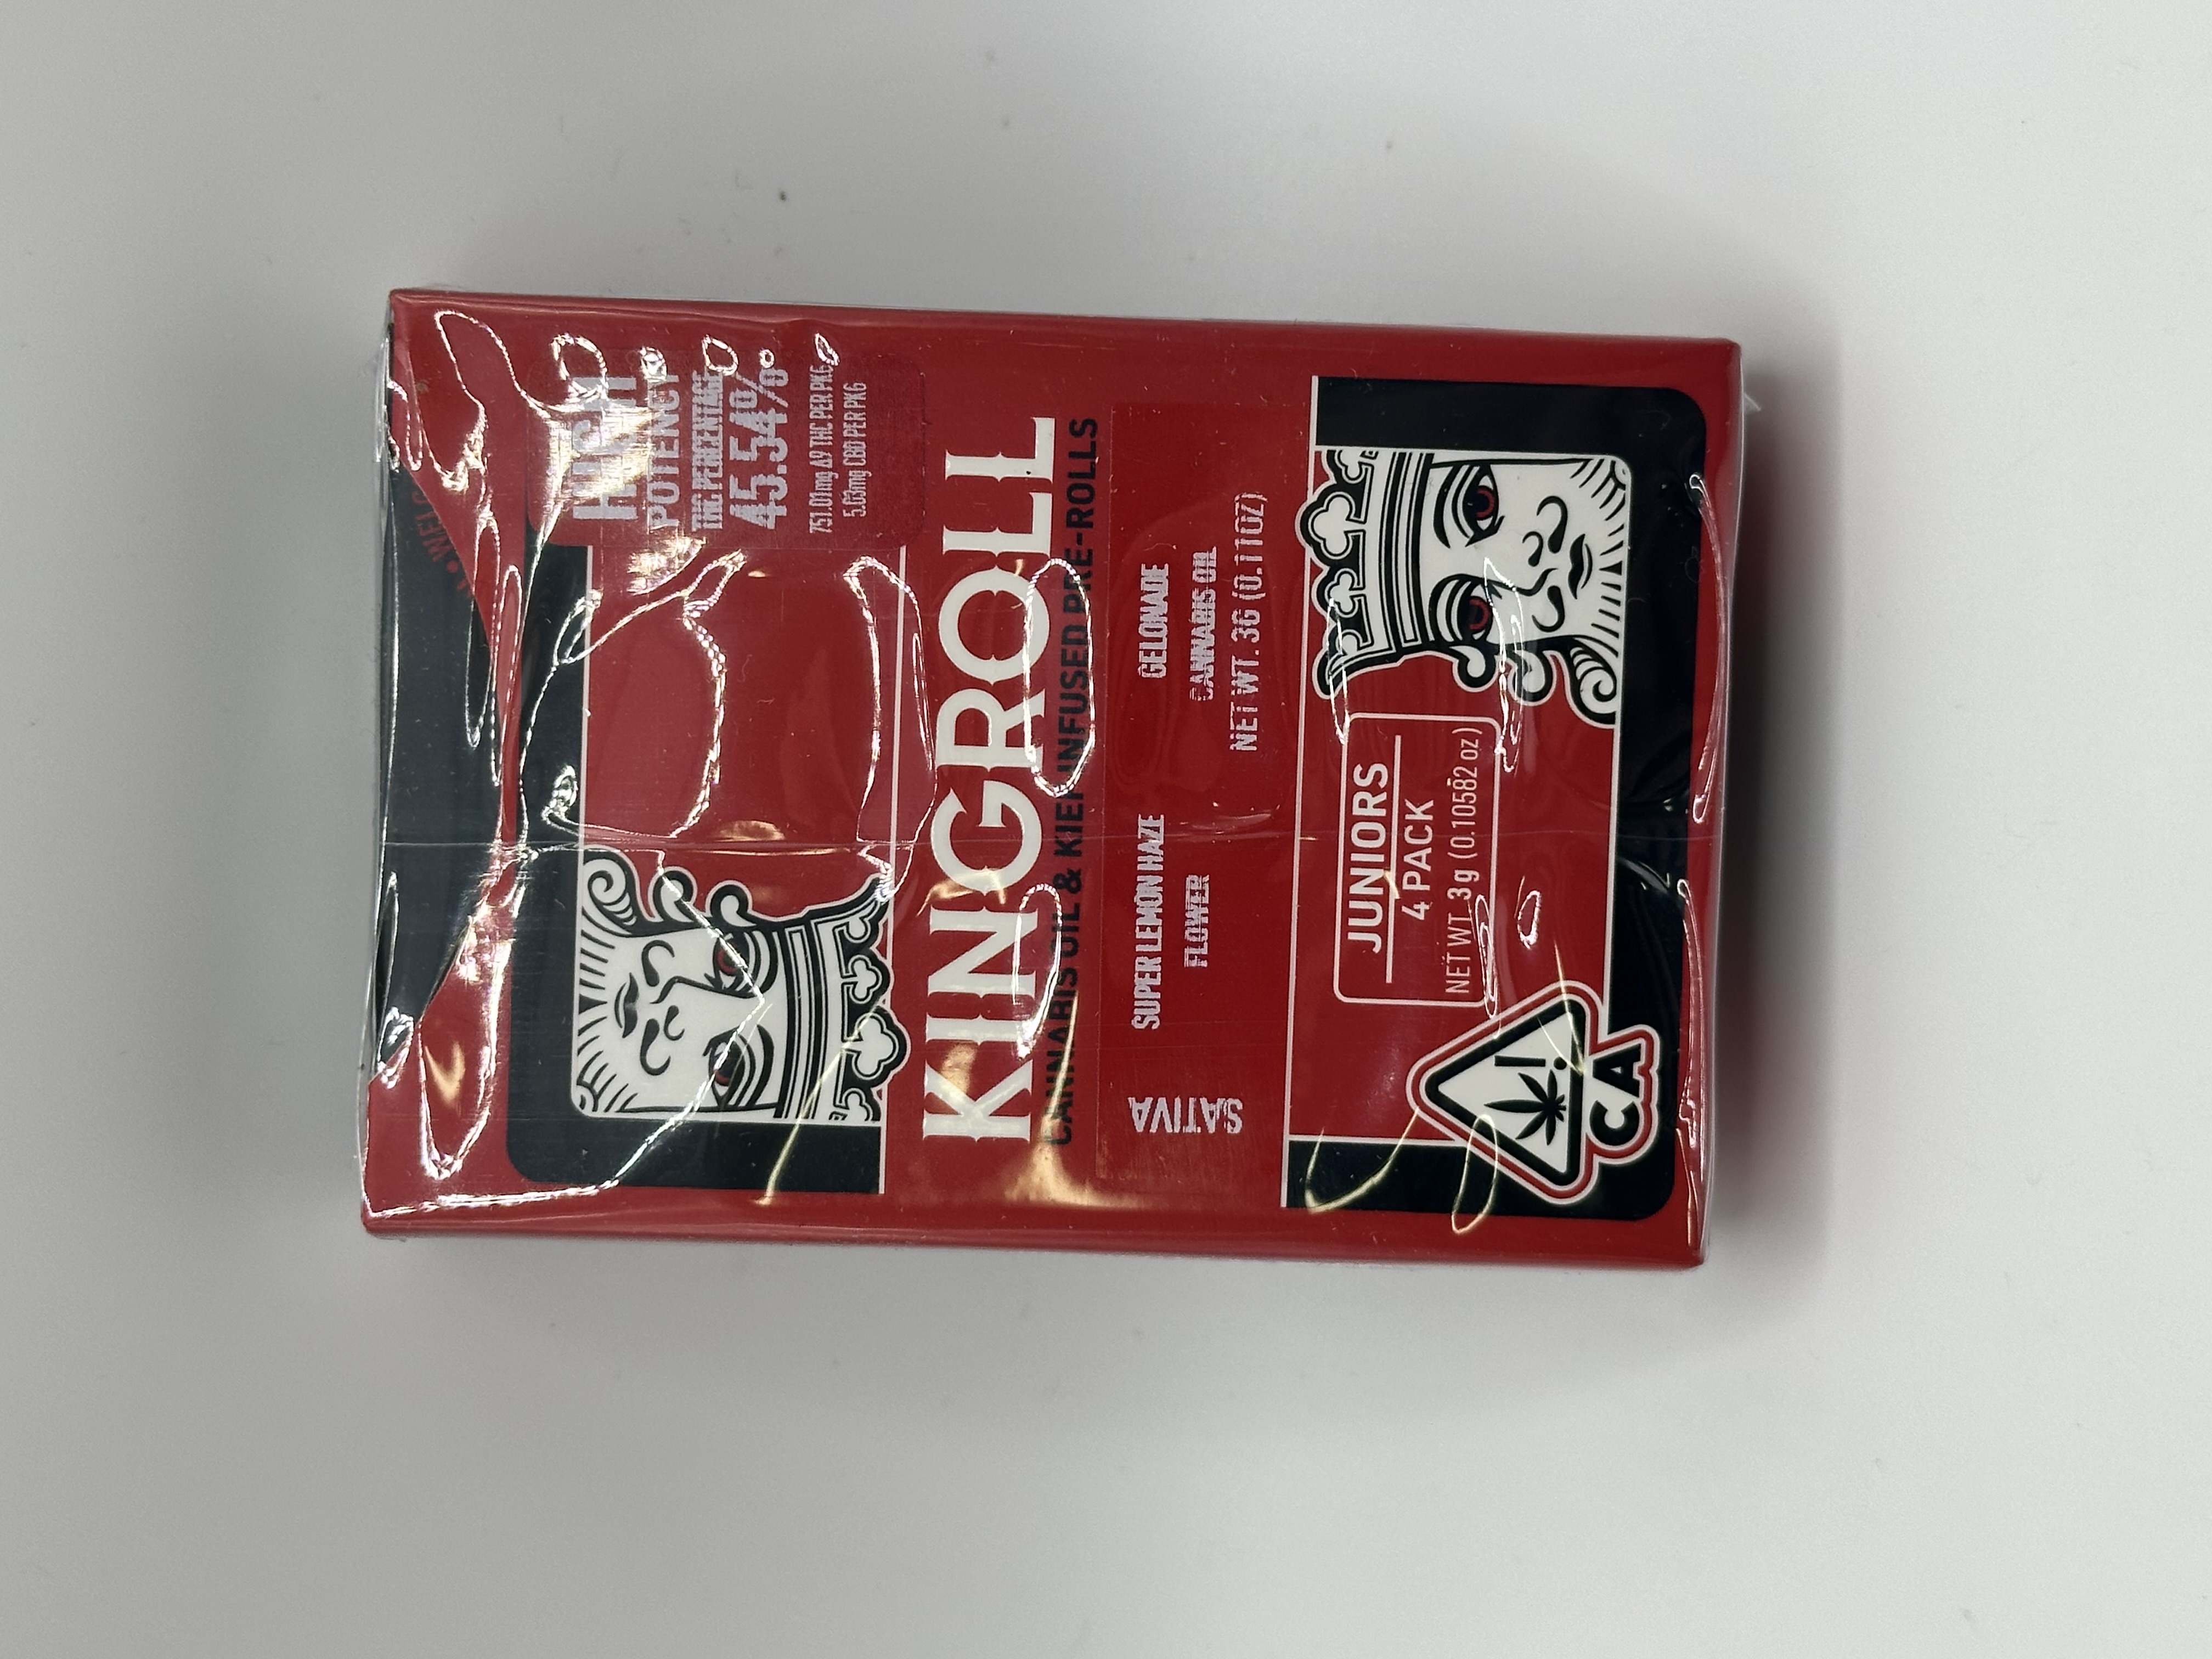 HIGH
POTENCY
THC PERCENTAGE
45.54%
751.01mg Δ9 THC PER PKG
5.03mg CBD PER PKG
KINGROLL
CANNABIS OIL & KIEF INFUSED PRE-ROLLS
SATIVA
SUPER LEMON HAZE
FLOWER
GELONADE
CANNABIS OIL
NET WT. 3G (0.11OZ)
JUNIORS
4 PACK
NET WT. 3g (0.10582 oz)
CA